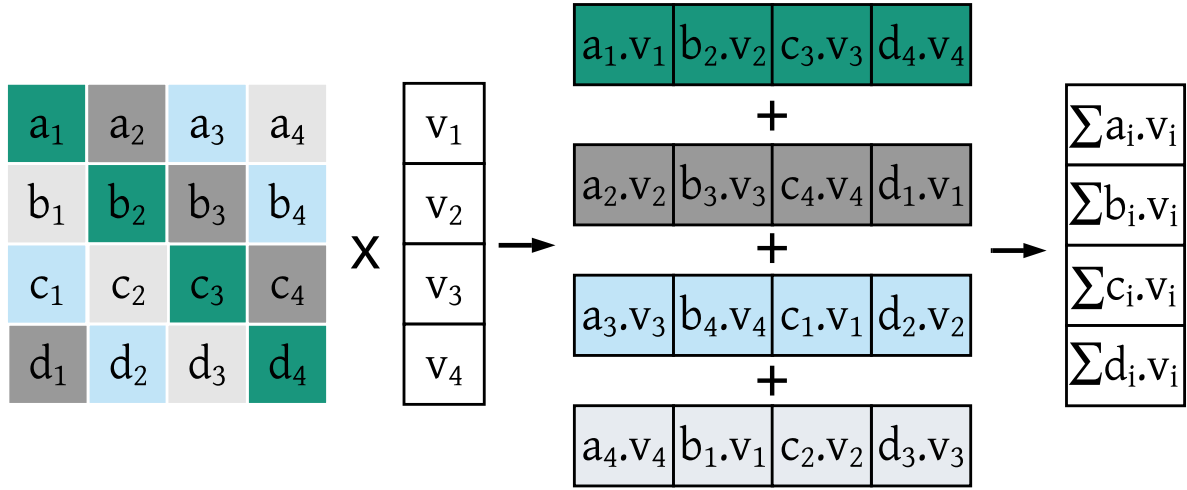 a₁ a₂ a₃ a₄
b₁ b₂ b₃ b₄
c₁ c₂ c₃ c₄
d₁ d₂ d₃ d₄
x
v₁
v₂
v₃
v₄
a₁.v₁ b₂.v₂ c₃.v₃ d₄.v₄
+
a₂.v₂ b₃.v₃ c₄.v₄ d₁.v₁
+
a₃.v₃ b₄.v₄ c₁.v₁ d₂.v₂
+
a₄.v₄ b₁.v₁ c₂.v₂ d₃.v₃
∑aᵢ.vᵢ
∑bᵢ.vᵢ
∑cᵢ.vᵢ
∑dᵢ.vᵢ